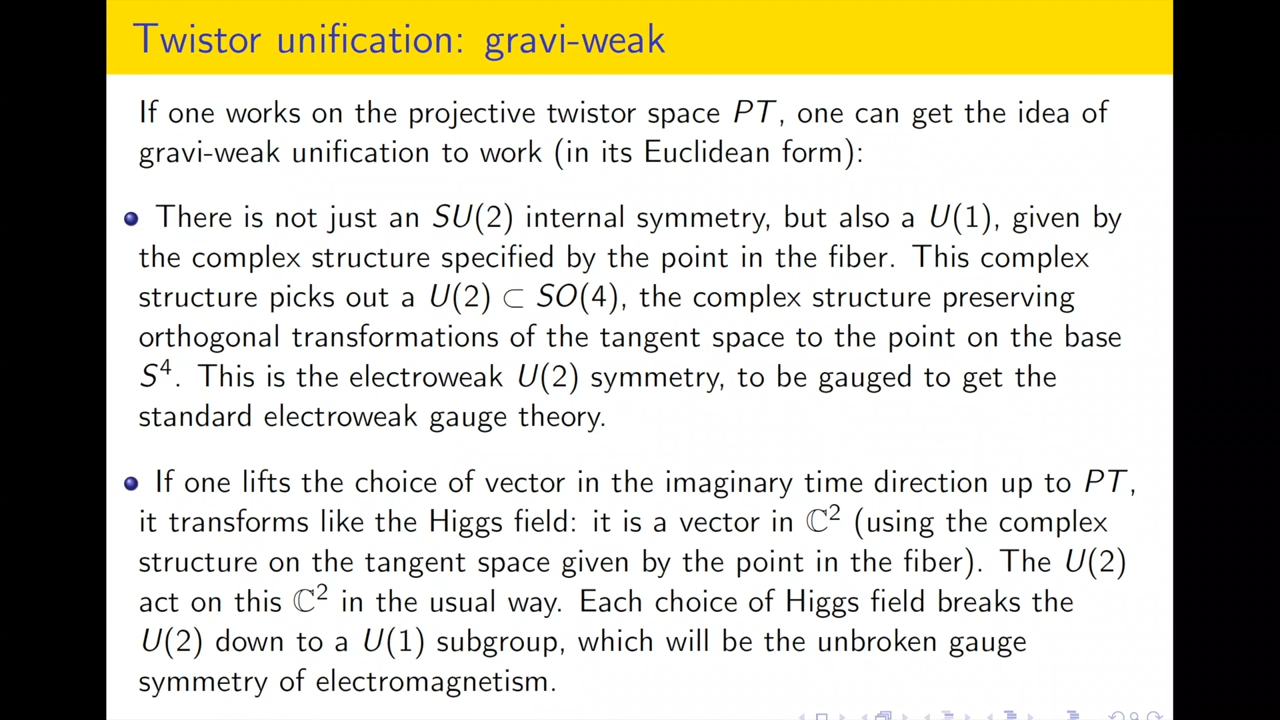 Twistor unification: gravi-weak
If one works on the projective twistor space PT, one can get the idea of
gravi-weak unification to work (in its Euclidean form):
There is not just an SU(2) internal symmetry, but also a U(1), given by
the complex structure specified by the point in the fiber. This complex
structure picks out a U(2) ⊂ SO(4), the complex structure preserving
orthogonal transformations of the tangent space to the point on the base
S⁴. This is the electroweak U(2) symmetry, to be gauged to get the
standard electroweak gauge theory.
If one lifts the choice of vector in the imaginary time direction up to PT,
it transforms like the Higgs field: it is a vector in ℂ² (using the complex
structure on the tangent space given by the point in the fiber). The U(2)
act on this ℂ² in the usual way. Each choice of Higgs field breaks the
U(2) down to a U(1) subgroup, which will be the unbroken gauge
symmetry of electromagnetism.